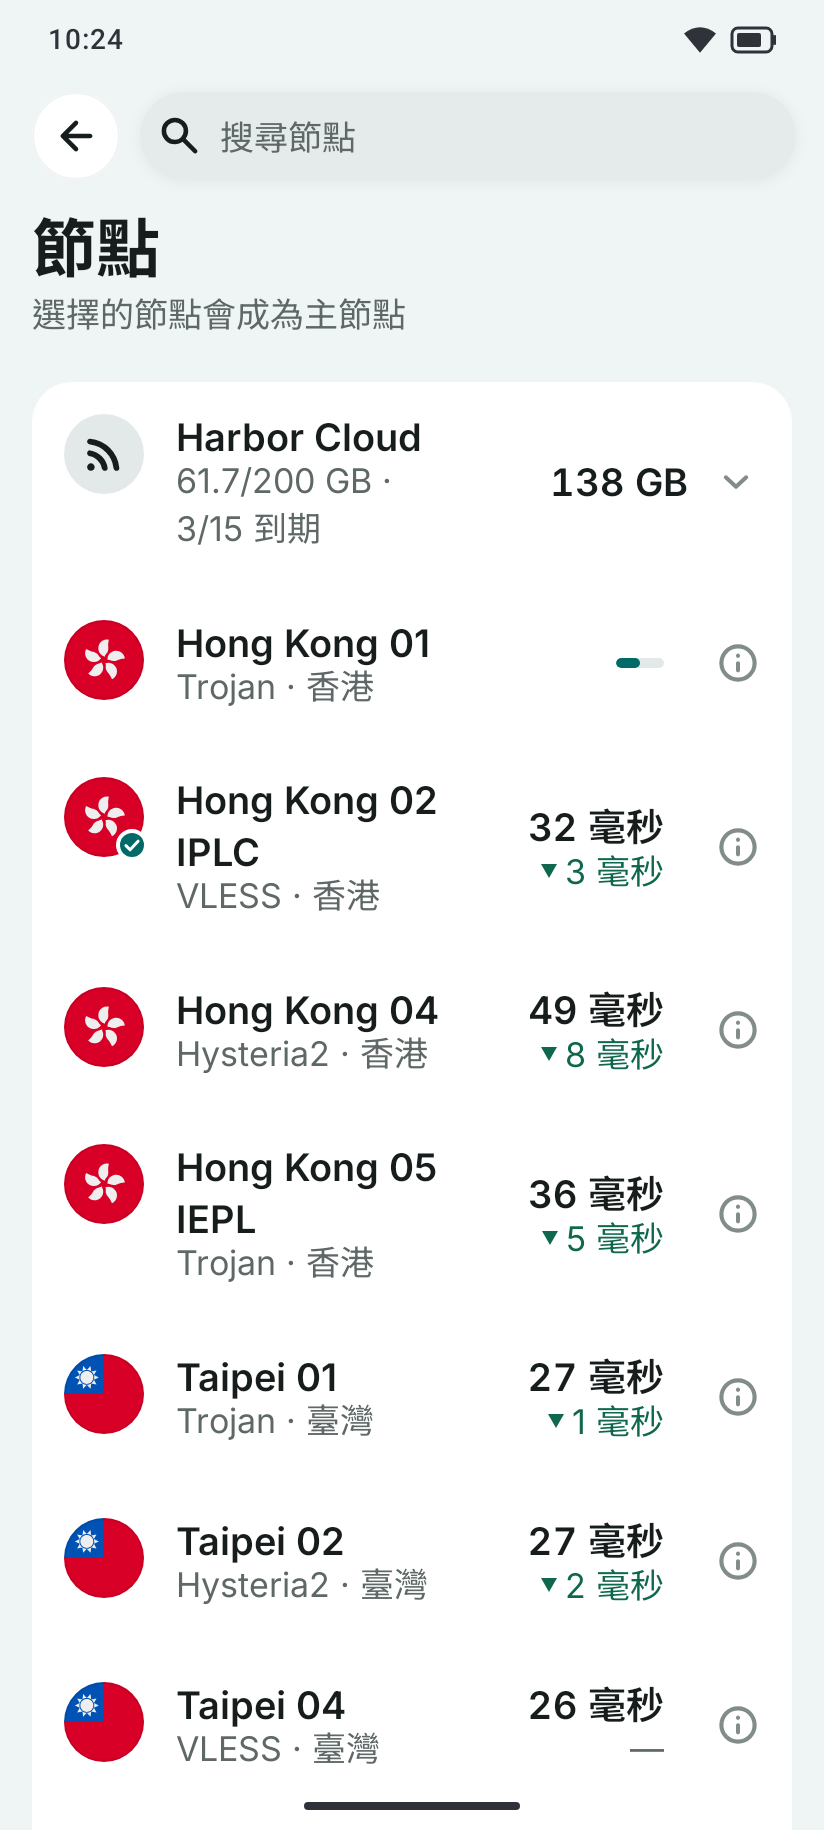 10:24
搜尋節點
節點
選擇的節點會成為主節點
Harbor Cloud
61.7/200 GB ·
3/15 到期
138 GB
Hong Kong 01
Trojan · 香港
Hong Kong 02
IPLC
VLESS · 香港
32 毫秒
▼3 毫秒
Hong Kong 04
Hysteria2 · 香港
49 毫秒
▼8 毫秒
Hong Kong 05
IEPL
Trojan · 香港
36 毫秒
▼5 毫秒
Taipei 01
Trojan · 臺灣
27 毫秒
▼1 毫秒
Taipei 02
Hysteria2 · 臺灣
27 毫秒
▼2 毫秒
Taipei 04
VLESS · 臺灣
26 毫秒
—